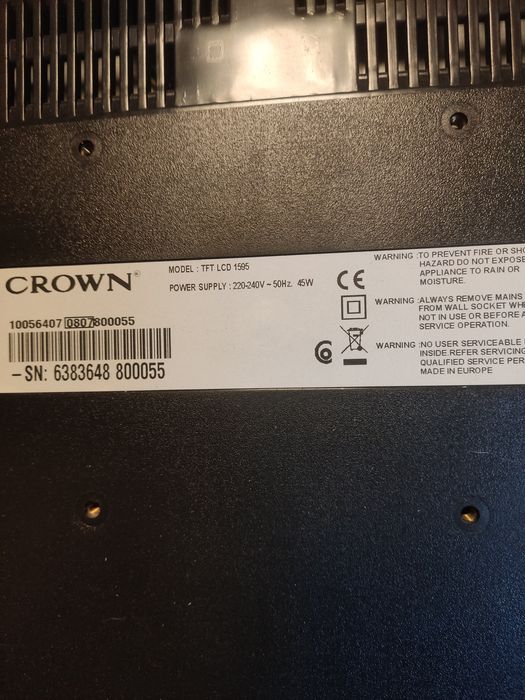 CROWN®
MODEL : TFT LCD 1595
POWER SUPPLY : 220-240V ~ 50Hz. 45W
10056407 0807 800055
-SN: 6383648 800055
CE
WARNING :TO PREVENT FIRE OR
HAZARD DO NOT EXPOSE
APPLIANCE TO RAIN OR
MOISTURE.
WARNING :ALWAYS REMOVE MAINS
FROM WALL SOCKET
NOT IN USE OR BEFORE
SERVICE OPERATION.
WARNING :NO USER SERVICEABLE
INSIDE REFER SERVICING
QUALIFIED SERVICE
MADE IN EUROPE